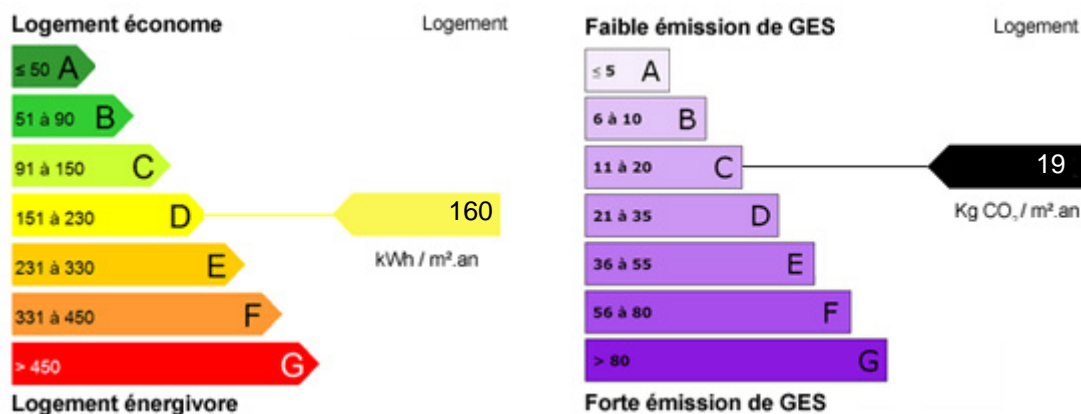 Logement économe Logement
≤ 50 A
51 à 90 B
91 à 150 C
151 à 230 D 160
kWh / m².an
231 à 330 E
331 à 450 F
> 450 G
Logement énergivore
Faible émission de GES Logement
≤ 5 A
6 à 10 B
11 à 20 C 19
Kg CO₂ / m².an
21 à 35 D
36 à 55 E
56 à 80 F
> 80 G
Forte émission de GES